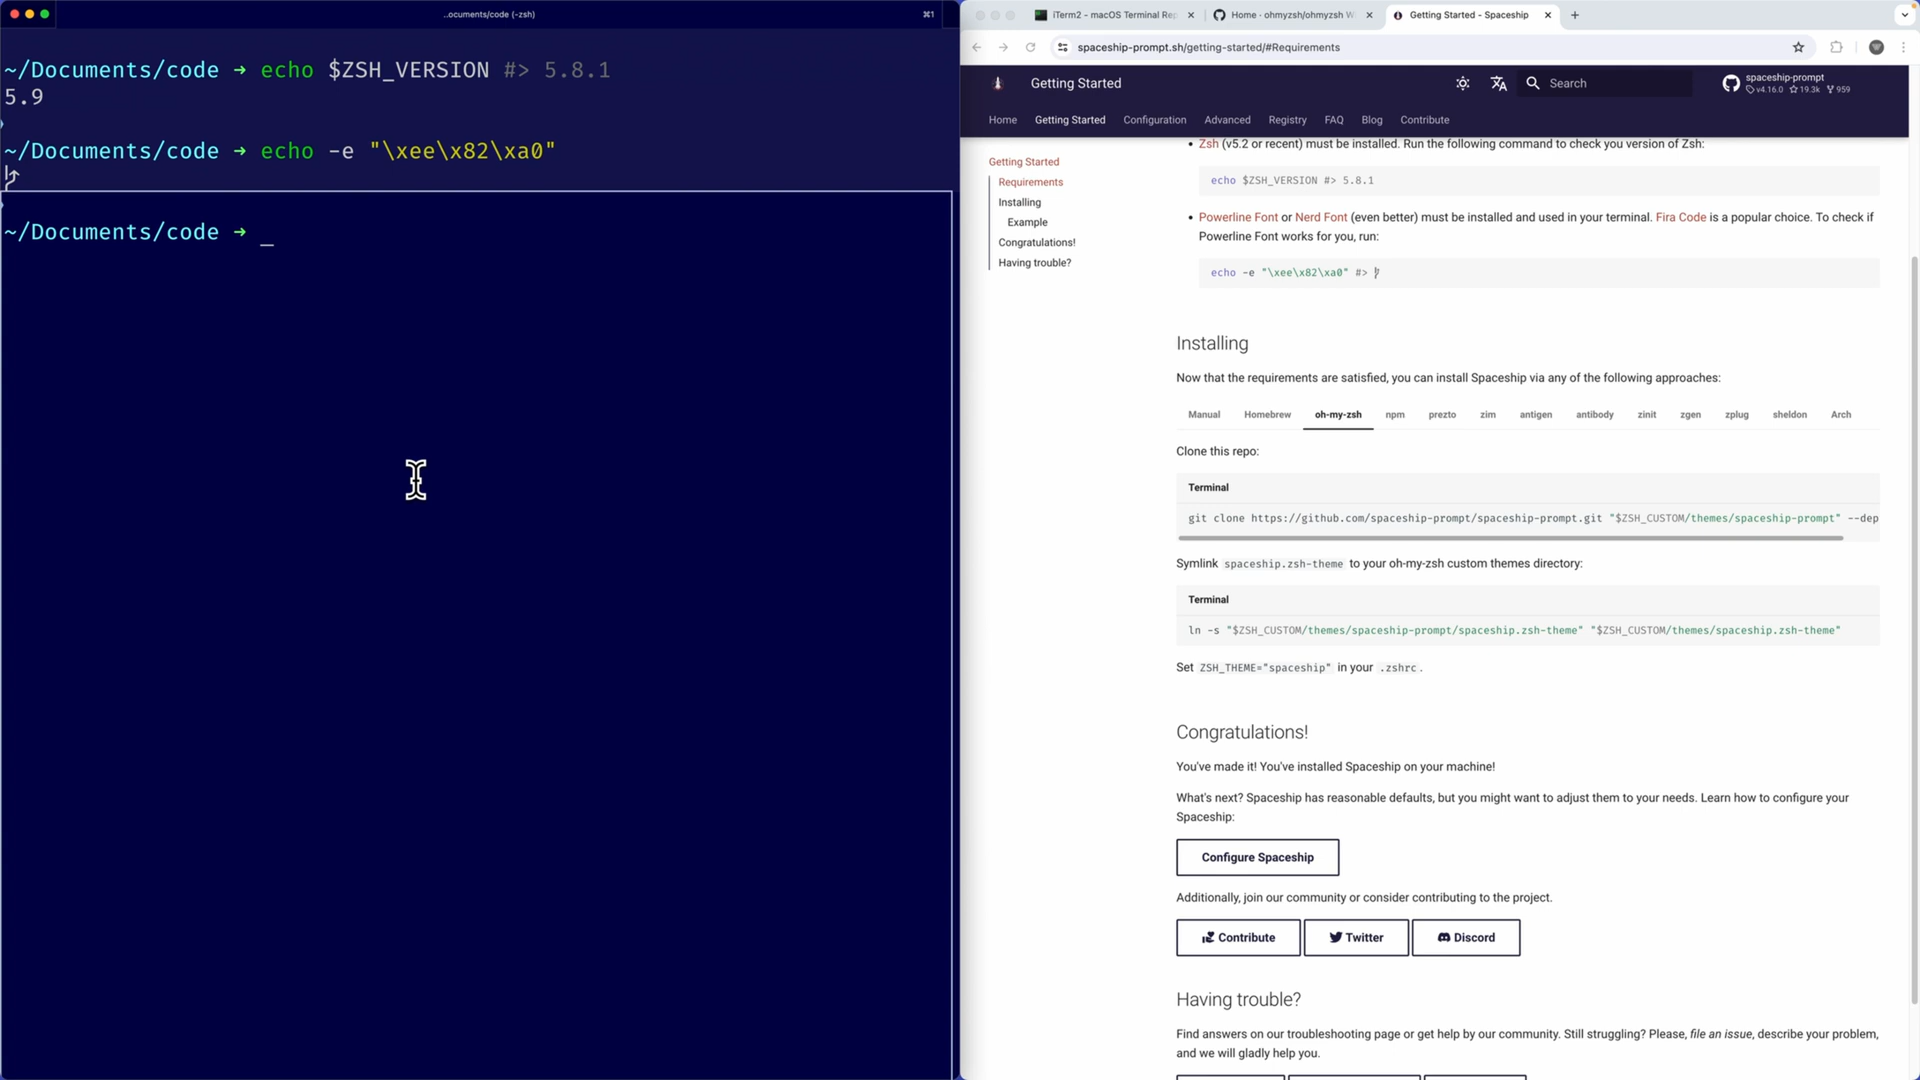 ..ocuments/code (-zsh)
⌘1
~/Documents/code → echo $ZSH_VERSION #> 5.8.1
5.9
~/Documents/code → echo -e "\xee\x82\xa0"
~/Documents/code → _
iTerm2 - macOS Terminal Rep
Home · ohmyzsh/ohmyzsh W
Getting Started - Spaceship
spaceship-prompt.sh/getting-started/#Requirements
Getting Started
Search
spaceship-prompt
v4.16.0 19.3k 959
Home Getting Started Configuration Advanced Registry FAQ Blog Contribute
Getting Started
Requirements
Installing
Example
Congratulations!
Having trouble?
• Zsh (v5.2 or recent) must be installed. Run the following command to check you version of Zsh:
echo $ZSH_VERSION #> 5.8.1
• Powerline Font or Nerd Font (even better) must be installed and used in your terminal. Fira Code is a popular choice. To check if
Powerline Font works for you, run:
echo -e "\xee\x82\xa0" #>
Installing
Now that the requirements are satisfied, you can install Spaceship via any of the following approaches:
Manual Homebrew oh-my-zsh npm prezto zim antigen antibody zinit zgen zplug sheldon Arch
Clone this repo:
Terminal
git clone https://github.com/spaceship-prompt/spaceship-prompt.git "$ZSH_CUSTOM/themes/spaceship-prompt" --dep
Symlink spaceship.zsh-theme to your oh-my-zsh custom themes directory:
Terminal
ln -s "$ZSH_CUSTOM/themes/spaceship-prompt/spaceship.zsh-theme" "$ZSH_CUSTOM/themes/spaceship.zsh-theme"
Set ZSH_THEME="spaceship" in your .zshrc.
Congratulations!
You've made it! You've installed Spaceship on your machine!
What's next? Spaceship has reasonable defaults, but you might want to adjust them to your needs. Learn how to configure your
Spaceship:
Configure Spaceship
Additionally, join our community or consider contributing to the project.
Contribute Twitter Discord
Having trouble?
Find answers on our troubleshooting page or get help by our community. Still struggling? Please, file an issue, describe your problem,
and we will gladly help you.